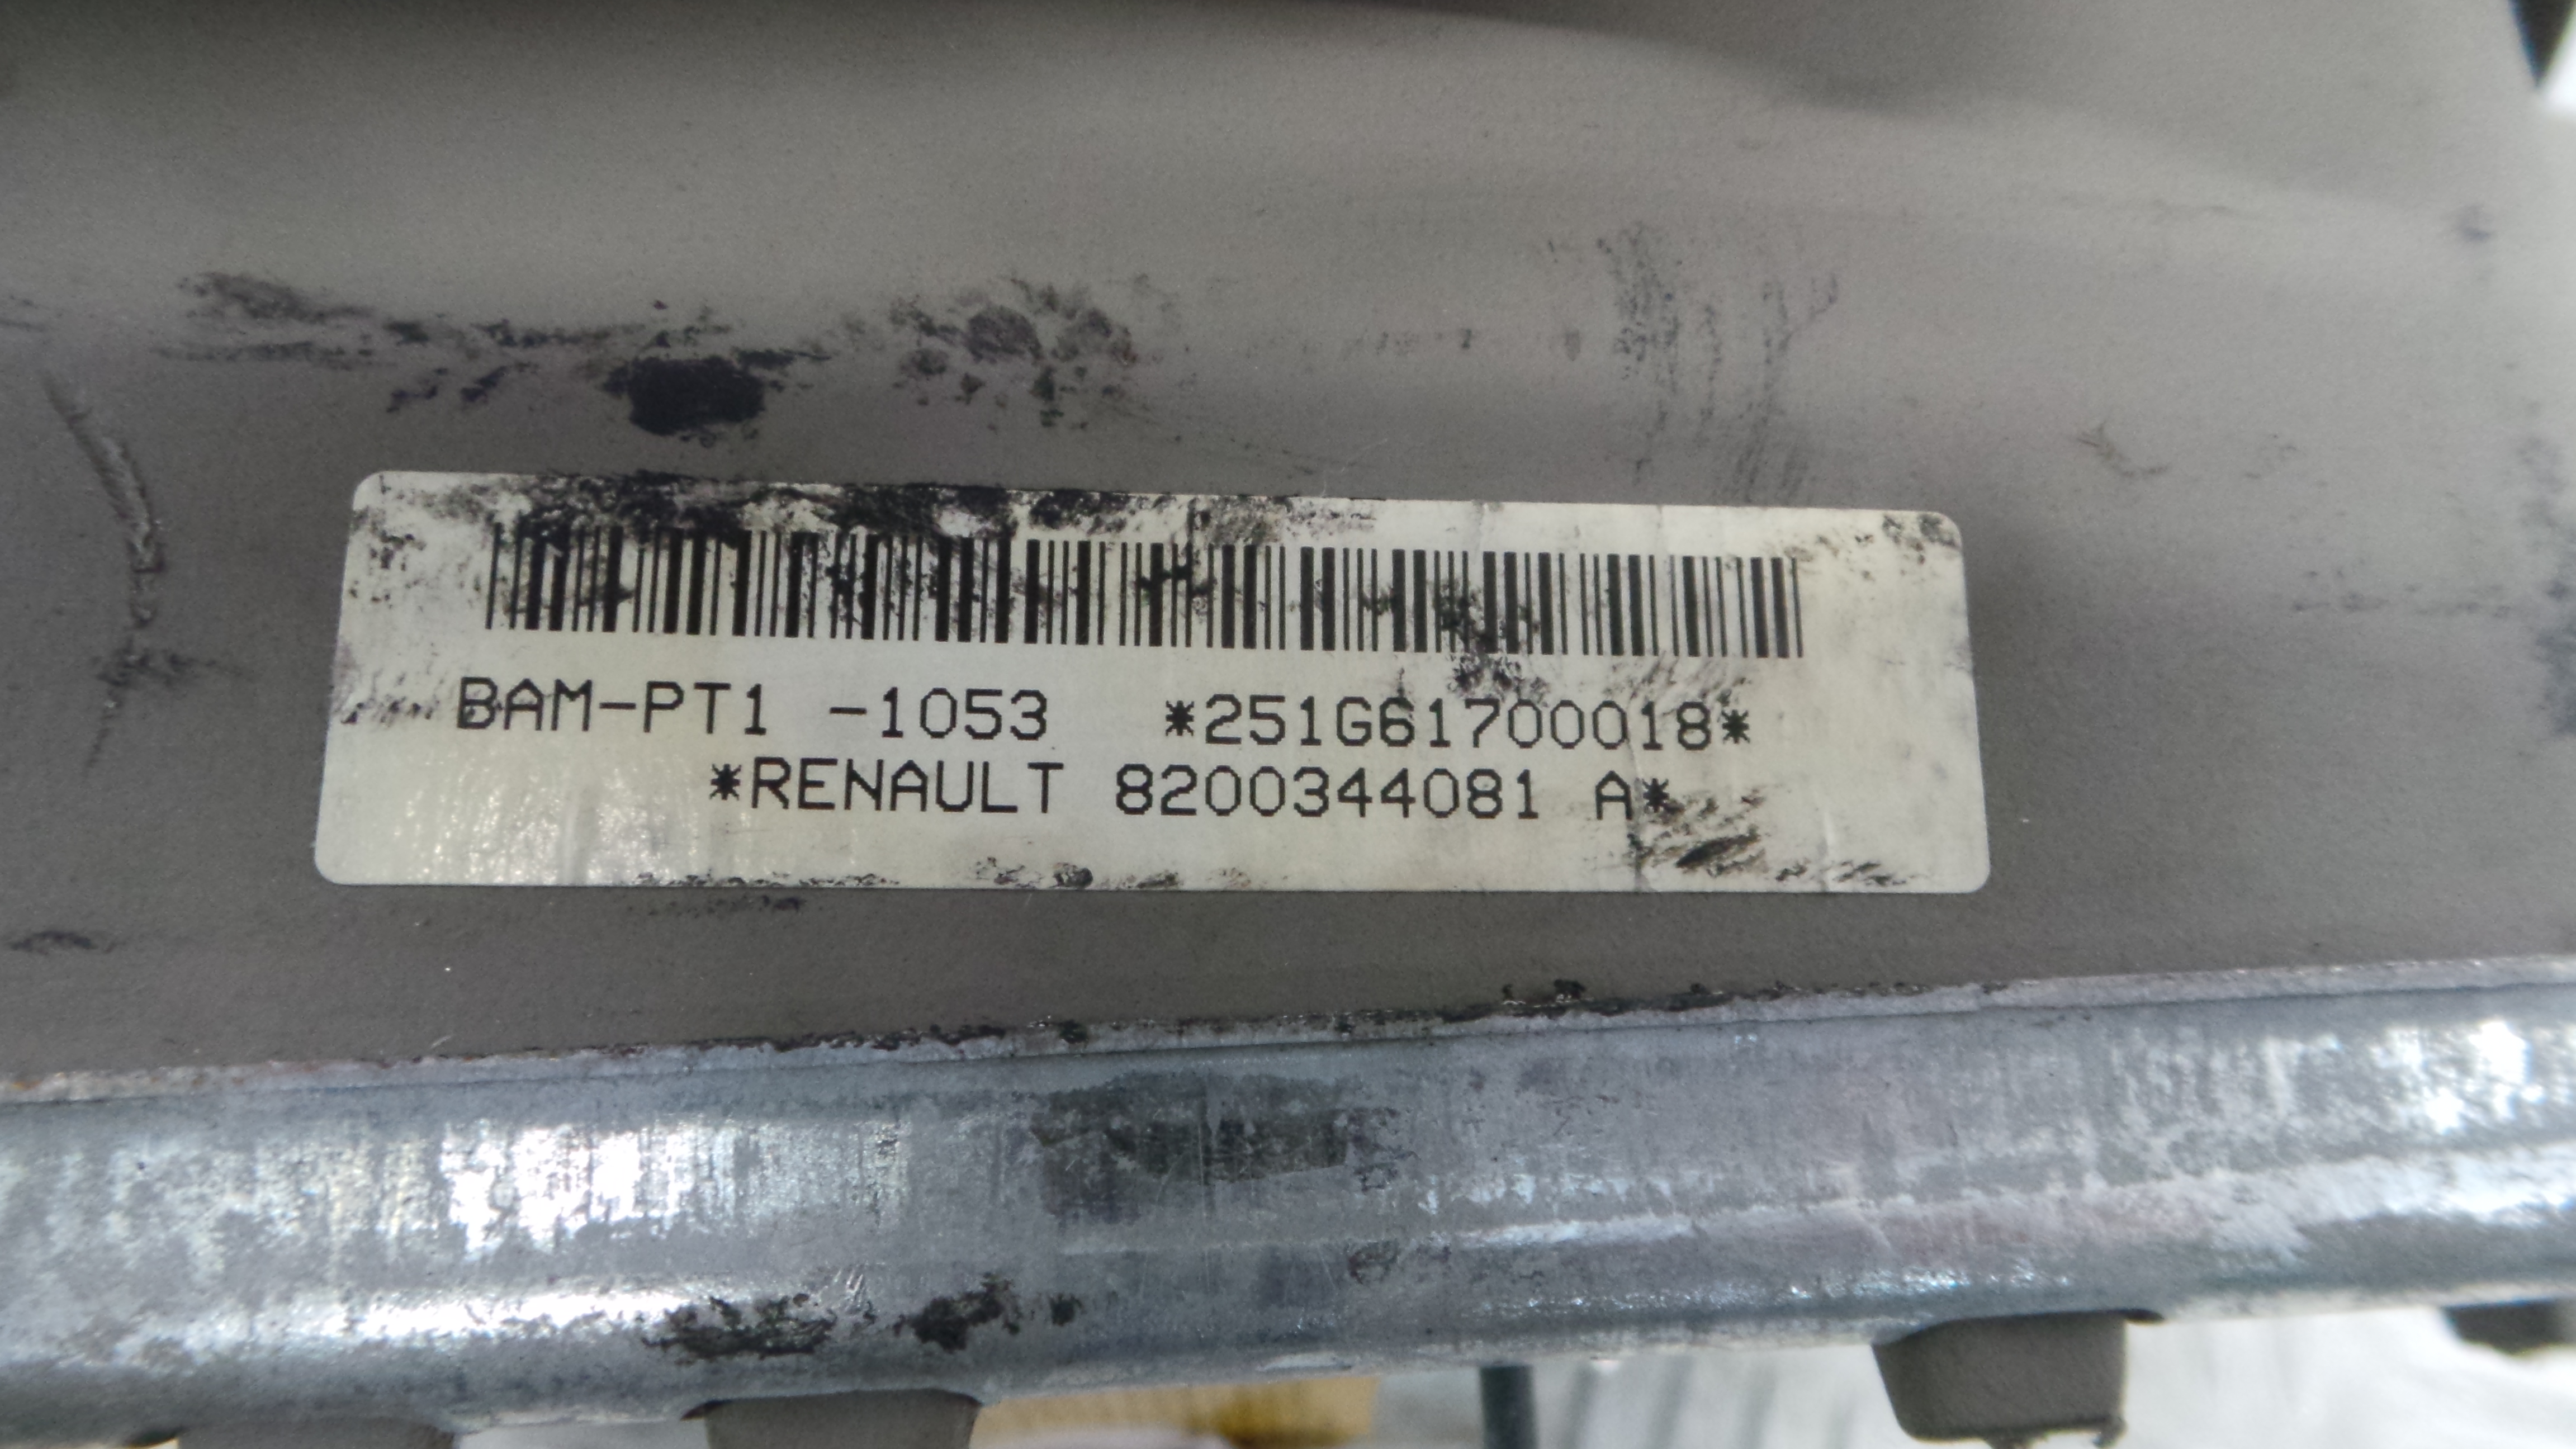 BAM-PT1 -1053 *251G61700018*
*RENAULT 8200344081 A*